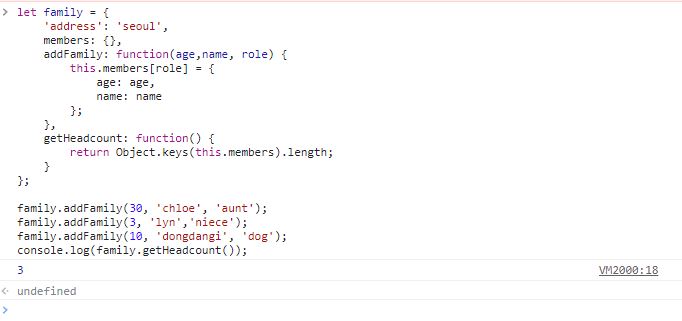 > let family = {
    'address': 'seoul',
    members: {},
    addFamily: function(age,name, role) {
        this.members[role] = {
            age: age,
            name: name
        };
    },
    getHeadcount: function() {
        return Object.keys(this.members).length;
    }
};

family.addFamily(30, 'chloe', 'aunt');
family.addFamily(3, 'lyn','niece');
family.addFamily(10, 'dongdangi', 'dog');
console.log(family.getHeadcount());
3 VM2000:18
undefined
>